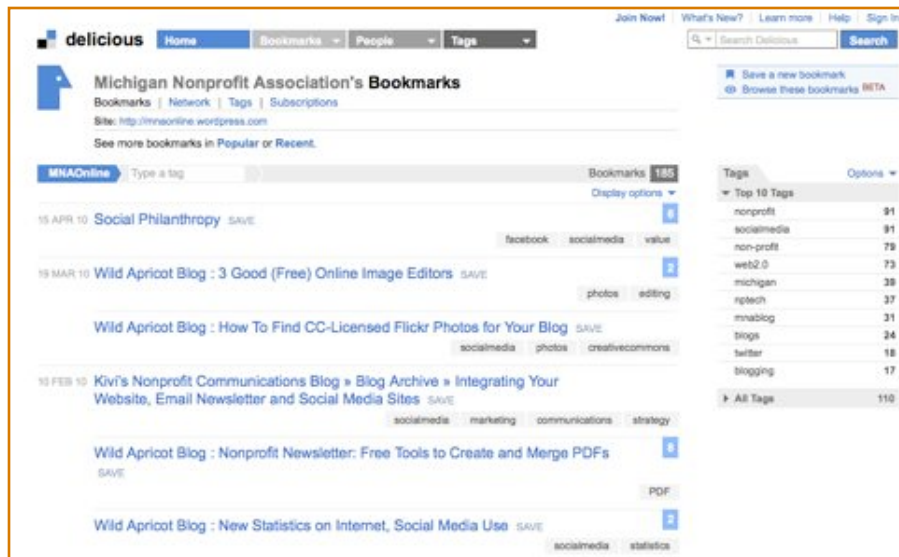 Join Now! | What's New? | Learn more | Help | Sign In
delicious Home Bookmarks People Tags Search Delicious Search
Michigan Nonprofit Association's Bookmarks
Bookmarks | Network | Tags | Subscriptions
Site: http://mnaonline.wordpress.com
See more bookmarks in Popular or Recent.
Save a new bookmark
Browse these bookmarks BETA
MNAOnline Type a tag Bookmarks 185
Display options
15 APR 10 Social Philanthropy SAVE
facebook socialmedia value
19 MAR 10 Wild Apricot Blog : 3 Good (Free) Online Image Editors SAVE 2
photos editing
Wild Apricot Blog : How To Find CC-Licensed Flickr Photos for Your Blog SAVE
socialmedia photos creativecommons
10 FEB 10 Kivi's Nonprofit Communications Blog » Blog Archive » Integrating Your
Website, Email Newsletter and Social Media Sites SAVE
socialmedia marketing communications strategy
Wild Apricot Blog : Nonprofit Newsletter: Free Tools to Create and Merge PDFs
SAVE
PDF
Wild Apricot Blog : New Statistics on Internet, Social Media Use SAVE 2
socialmedia statistics
Tags Options
Top 10 Tags
nonprofit 91
socialmedia 91
non-profit 79
web2.0 73
michigan 39
nptech 37
mnablog 31
blogs 24
twitter 18
blogging 17
All Tags 110